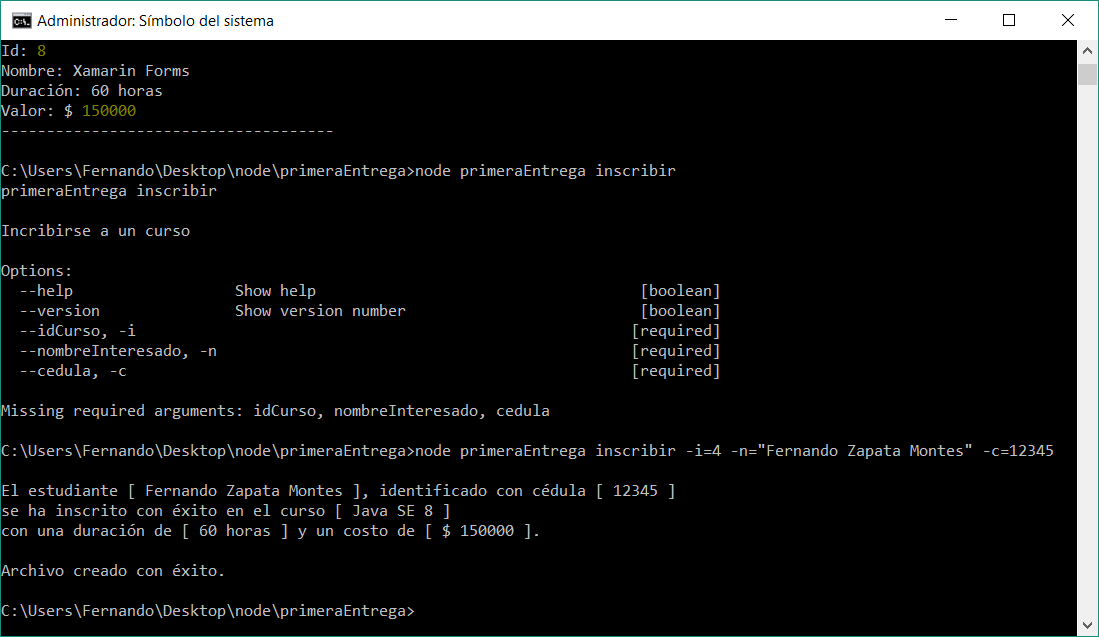 Administrador: Símbolo del sistema
Id: 8
Nombre: Xamarin Forms
Duración: 60 horas
Valor: $ 150000
-------------------------------------
C:\Users\Fernando\Desktop\node\primeraEntrega>node primeraEntrega inscribir
primeraEntrega inscribir
Incribirse a un curso
Options:
--help Show help [boolean]
--version Show version number [boolean]
--idCurso, -i [required]
--nombreInteresado, -n [required]
--cedula, -c [required]
Missing required arguments: idCurso, nombreInteresado, cedula
C:\Users\Fernando\Desktop\node\primeraEntrega>node primeraEntrega inscribir -i=4 -n="Fernando Zapata Montes" -c=12345
El estudiante [ Fernando Zapata Montes ], identificado con cédula [ 12345 ]
se ha inscrito con éxito en el curso [ Java SE 8 ]
con una duración de [ 60 horas ] y un costo de [ $ 150000 ].
Archivo creado con éxito.
C:\Users\Fernando\Desktop\node\primeraEntrega>